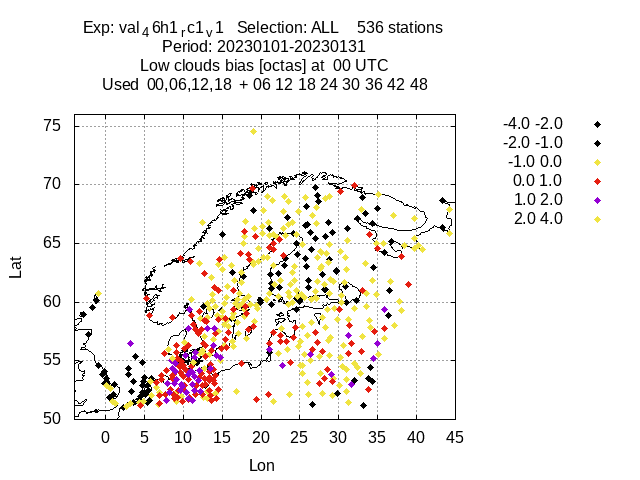 Exp: val46h1rc1v1 Selection: ALL 536 stations
Period: 20230101-20230131
Low clouds bias [octas] at 00 UTC
Used 00,06,12,18 + 06 12 18 24 30 36 42 48
-4.0 -2.0
-2.0 -1.0
-1.0 0.0
0.0 1.0
1.0 2.0
2.0 4.0
75
70
65
60
55
50
Lat
0 5 10 15 20 25 30 35 40 45
Lon